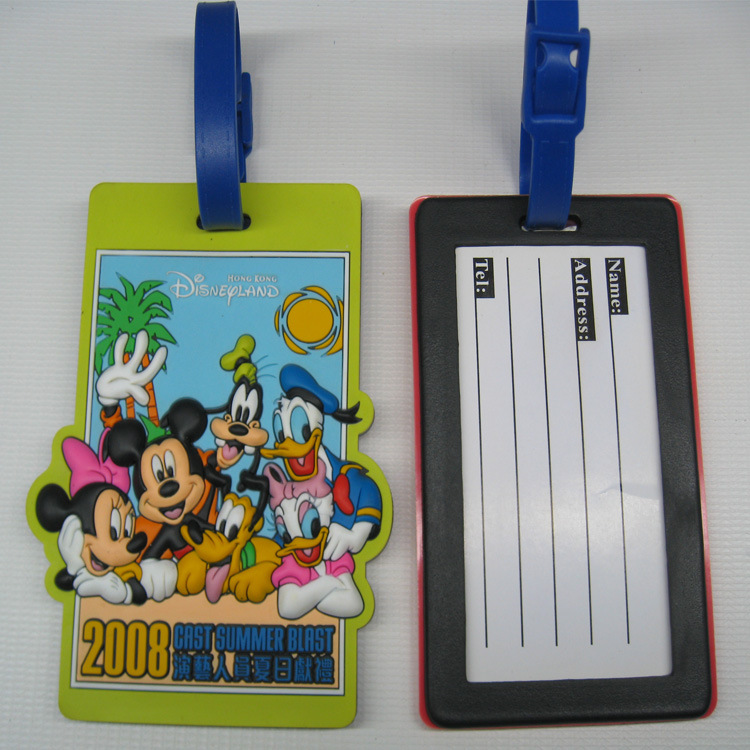 HONG KONG
DISNEYLAND
2008 CAST SUMMER BLAST
演藝人員夏日獻禮
Name:
Address:
Tel: